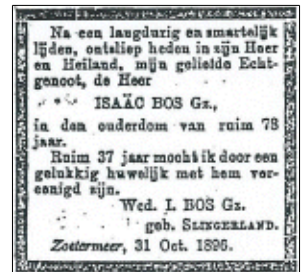 Na een langdurig en smartelijk
lijden, ontsliep heden in zijn Heer
en Heiland, mijn geliefde Echt-
genoot, de Heer
ISAÄC BOS Gz.,
in den ouderdom van ruim 78
jaar.
Ruim 37 jaar mocht ik door een
gelukkig huwelijk met hem ver-
eenigd zijn.
Wed. I. BOS Gz.
geb. SLINGERLAND.
Zoetermeer, 31 Oct. 1896.